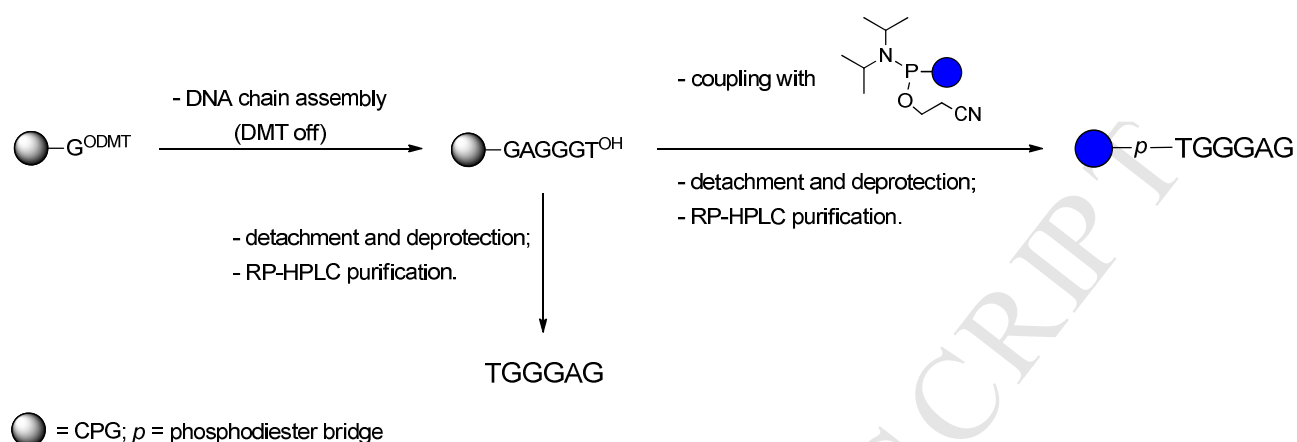 - DNA chain assembly
(DMT off)
G^ODMT
GAGGGT^OH
- coupling with
N
P
O
CN
- detachment and deprotection;
- RP-HPLC purification.
p
TGGGAG
- detachment and deprotection;
- RP-HPLC purification.
TGGGAG
= CPG; p = phosphodiester bridge
CRIPT